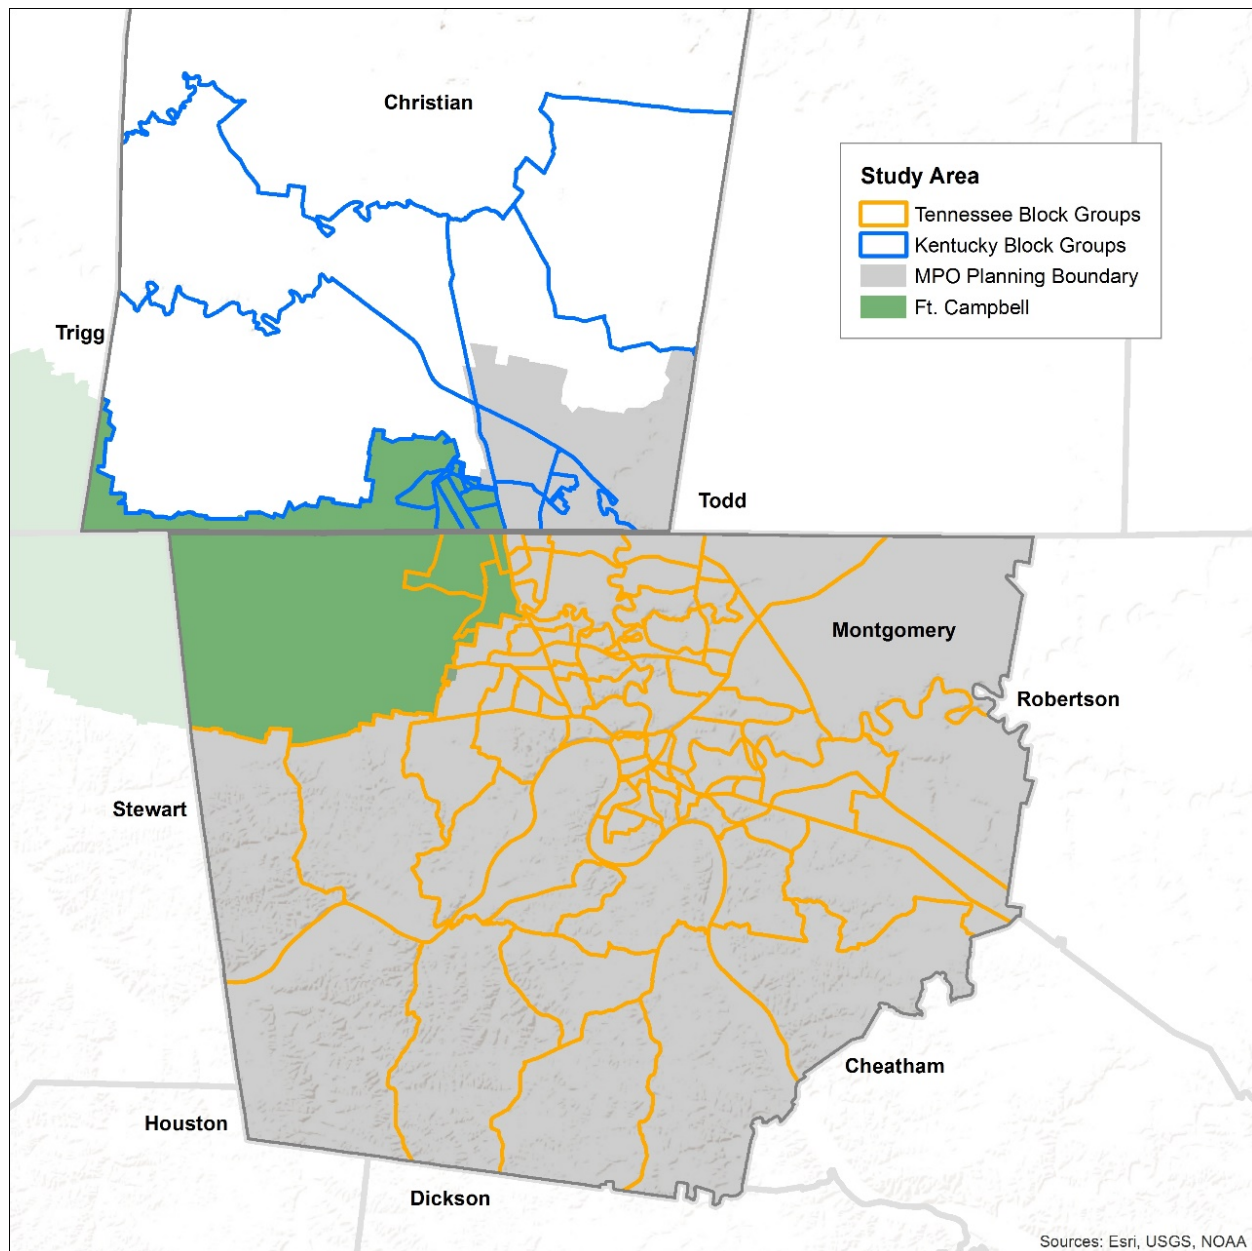 Christian
Study Area
Tennessee Block Groups
Kentucky Block Groups
MPO Planning Boundary
Ft. Campbell
Trigg
Todd
Montgomery
Robertson
Stewart
Cheatham
Houston
Dickson
Sources: Esri, USGS, NOAA